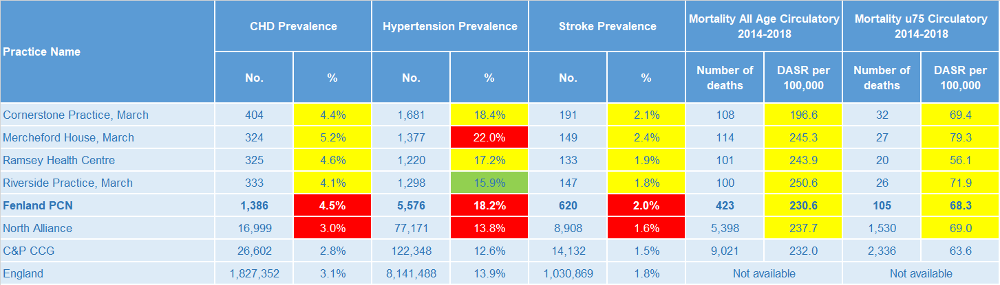 Practice Name CHD Prevalence Hypertension Prevalence Stroke Prevalence Mortality All Age Circulatory 2014-2018 Mortality u75 Circulatory 2014-2018
No. % No. % No. % Number of deaths DASR per 100,000 Number of deaths DASR per 100,000
Cornerstone Practice, March 404 4.4% 1,681 18.4% 191 2.1% 108 196.6 32 69.4
Mercheford House, March 324 5.2% 1,377 22.0% 149 2.4% 114 245.3 27 79.3
Ramsey Health Centre 325 4.6% 1,220 17.2% 133 1.9% 101 243.9 20 56.1
Riverside Practice, March 333 4.1% 1,298 15.9% 147 1.8% 100 250.6 26 71.9
Fenland PCN 1,386 4.5% 5,576 18.2% 620 2.0% 423 230.6 105 68.3
North Alliance 16,999 3.0% 77,171 13.8% 8,908 1.6% 5,398 237.7 1,530 69.0
C&P CCG 26,602 2.8% 122,348 12.6% 14,132 1.5% 9,021 232.0 2,336 63.6
England 1,827,352 3.1% 8,141,488 13.9% 1,030,869 1.8% Not available Not available